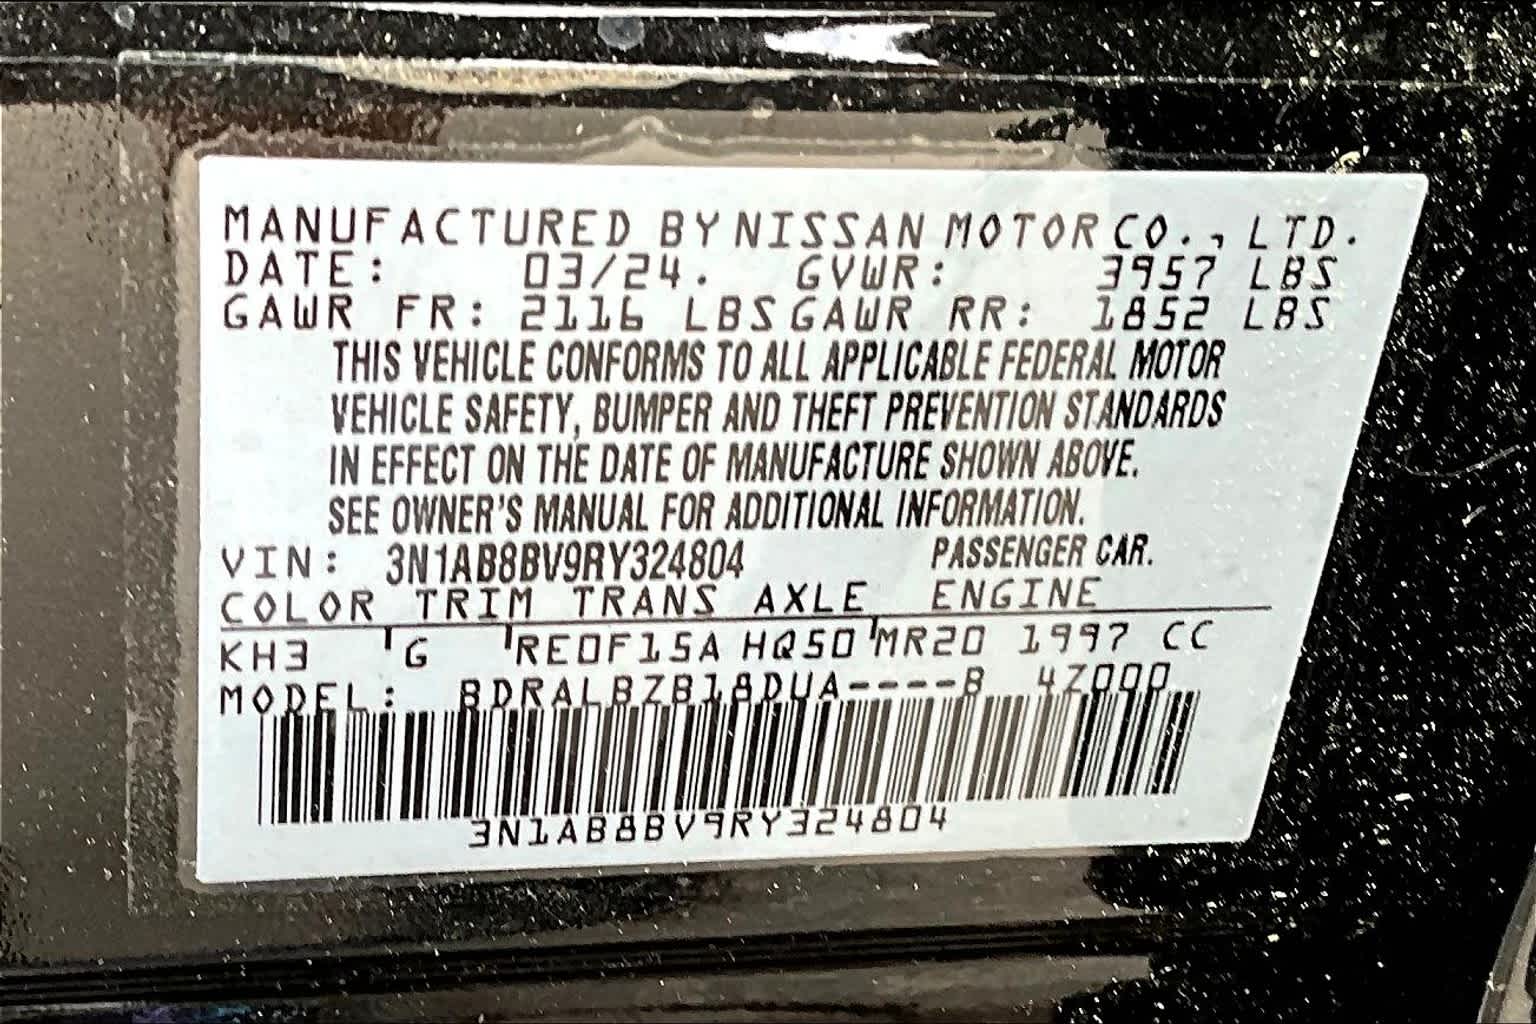 MANUFACTURED BY NISSAN MOTOR CO., LTD.
DATE: 03/24. GVWR: 3957 LBS
GAWR FR: 2116 LBS GAWR RR: 1852 LBS
THIS VEHICLE CONFORMS TO ALL APPLICABLE FEDERAL MOTOR
VEHICLE SAFETY, BUMPER AND THEFT PREVENTION STANDARDS
IN EFFECT ON THE DATE OF MANUFACTURE SHOWN ABOVE.
SEE OWNER'S MANUAL FOR ADDITIONAL INFORMATION.
VIN: 3N1AB8BV9RY324804 PASSENGER CAR.
COLOR TRIM TRANS AXLE ENGINE
KH3 G RE0F15A HQ50 MR20 1997 CC
MODEL: BDRALBZB18DUA----B 4Z000
3N1AB8BV9RY324804